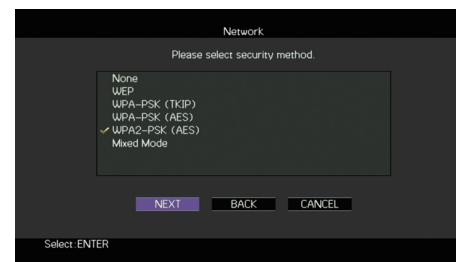 Network
Please select security method.
None
WEP
WPA-PSK (TKIP)
WPA-PSK (AES)
WPA2-PSK (AES)
Mixed Mode
NEXT BACK CANCEL
Select:ENTER